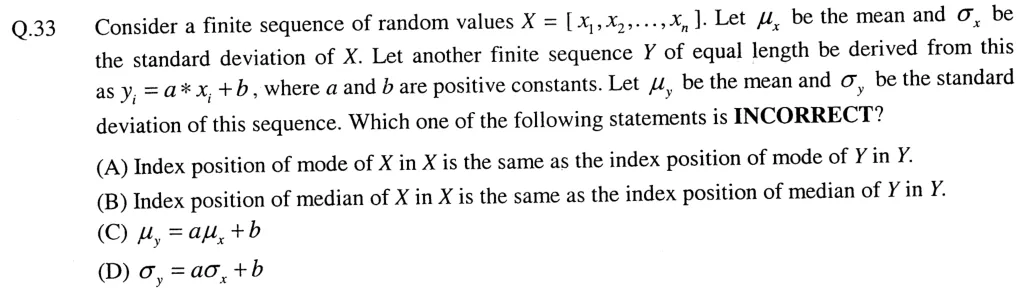 Q.33 Consider a finite sequence of random values X = [ x₁, x₂,..., xₙ ]. Let μₓ be the mean and σₓ be
the standard deviation of X. Let another finite sequence Y of equal length be derived from this
as yᵢ = a * xᵢ + b, where a and b are positive constants. Let μ_y be the mean and σ_y be the standard
deviation of this sequence. Which one of the following statements is INCORRECT?
(A) Index position of mode of X in X is the same as the index position of mode of Y in Y.
(B) Index position of median of X in X is the same as the index position of median of Y in Y.
(C) μ_y = aμₓ + b
(D) σ_y = aσₓ + b